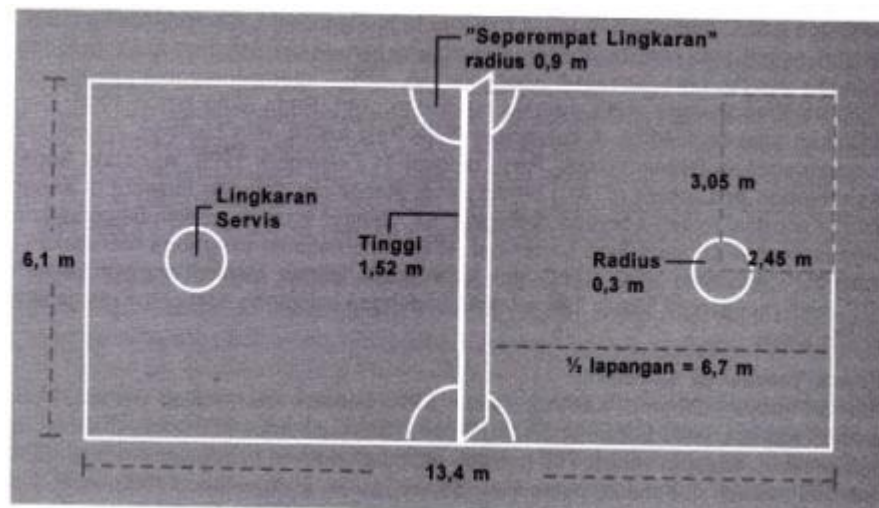 "Seperempat Lingkaran"
radius 0,9 m
3,05 m
Lingkaran
Servis
Tinggi
1,52 m
6,1 m
Radius
0,3 m
2,45 m
½ lapangan = 6,7 m
13,4 m